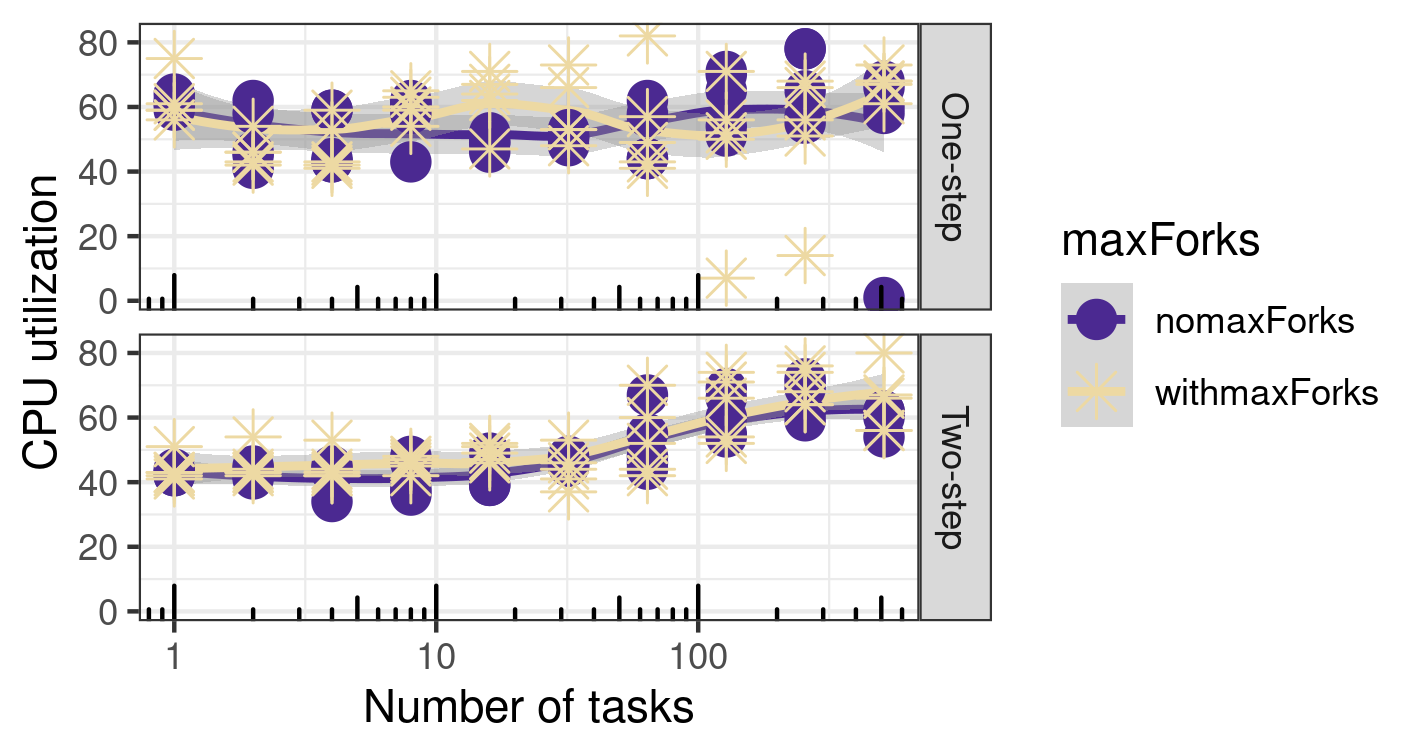 CPU utilization
80
60
40
20
0
One-step
80
60
40
20
0
Two-step
1 10 100
Number of tasks
maxForks
nomaxForks
withmaxForks